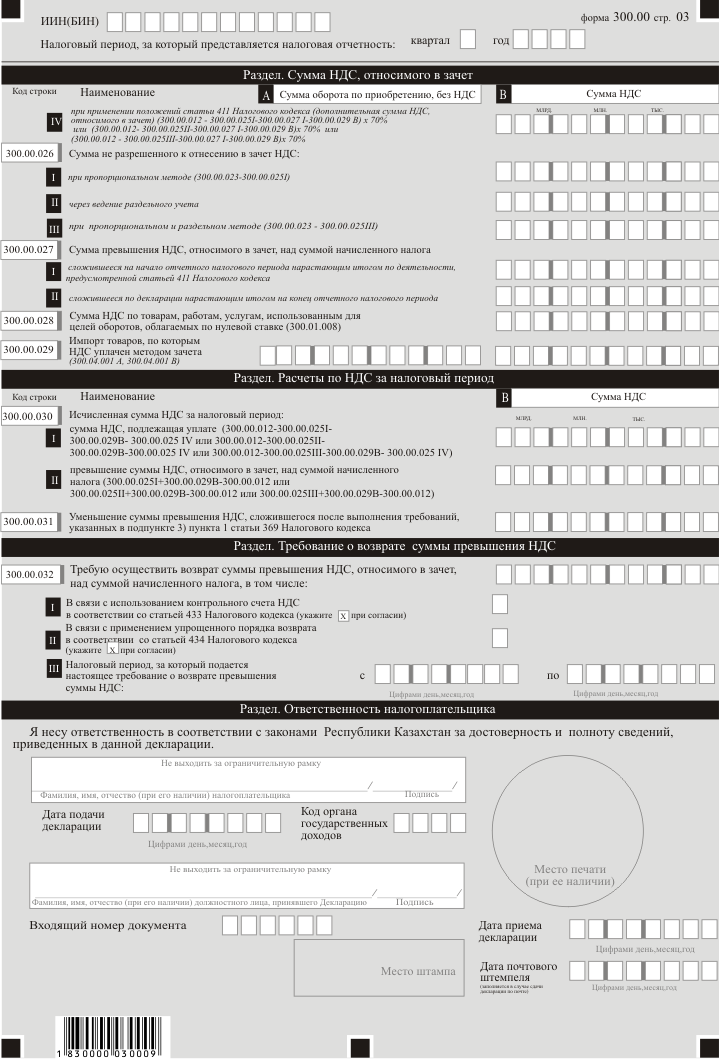 ИИН(БИН)
форма 300.00 стр. 03
Налоговый период, за который представляется налоговая отчетность: квартал год
Раздел. Сумма НДС, относимого в зачет
Код строки Наименование A Сумма оборота по приобретению, без НДС B Сумма НДС
МЛРД. МЛН. ТЫС.
IV при применении положений статьи 411 Налогового кодекса (дополнительная сумма НДС,
относимого в зачет) (300.00.012 - 300.00.025I-300.00.027 I-300.00.029 B) x 70%
или (300.00.012- 300.00.025II-300.00.027 I-300.00.029 B)x 70% или
(300.00.012 - 300.00.025III-300.00.027 I-300.00.029 B)x 70%
300.00.026 Сумма не разрешенного к отнесению в зачет НДС:
I при пропорциональном методе (300.00.023-300.00.025I)
II через ведение раздельного учета
III при пропорциональном и раздельном методе (300.00.023 - 300.00.025III)
300.00.027 Сумма превышения НДС, относимого в зачет, над суммой начисленного налога
I сложившееся на начало отчетного налогового периода нарастающим итогом по деятельности,
предусмотренной статьей 411 Налогового кодекса
II сложившееся по декларации нарастающим итогом на конец отчетного налогового периода
300.00.028 Сумма НДС по товарам, работам, услугам, использованным для
целей оборотов, облагаемых по нулевой ставке (300.01.008)
300.00.029 Импорт товаров, по которым
НДС уплачен методом зачета
(300.04.001 A, 300.04.001 B)
Раздел. Расчеты по НДС за налоговый период
Код строки Наименование B Сумма НДС
300.00.030 Исчисленная сумма НДС за налоговый период: МЛРД. МЛН. ТЫС.
I сумма НДС, подлежащая уплате (300.00.012-300.00.025I-
300.00.029B- 300.00.025 IV или 300.00.012-300.00.025II-
300.00.029B-300.00.025 IV или 300.00.012-300.00.025III-300.00.029B- 300.00.025 IV)
II превышение суммы НДС, относимого в зачет, над суммой начисленного
налога (300.00.025I+300.00.029B-300.00.012 или
300.00.025II+300.00.029B-300.00.012 или 300.00.025III+300.00.029B-300.00.012)
300.00.031 Уменьшение суммы превышения НДС, сложившегося после выполнения требований,
указанных в подпункте 3) пункта 1 статьи 369 Налогового кодекса
Раздел. Требование о возврате суммы превышения НДС
300.00.032 Требую осуществить возврат суммы превышения НДС, относимого в зачет,
над суммой начисленного налога, в том числе:
I В связи с использованием контрольного счета НДС
в соответствии со статьей 433 Налогового кодекса (укажите X при согласии)
II В связи с применением упрощенного порядка возврата
в соответствии со статьей 434 Налогового кодекса
(укажите X при согласии)
III Налоговый период, за который подается
настоящее требование о возврате превышения
суммы НДС: с по
Цифрами день,месяц,год Цифрами день,месяц,год
Раздел. Ответственность налогоплательщика
Я несу ответственность в соответствии с законами Республики Казахстан за достоверность и полноту сведений,
приведенных в данной декларации.
Не выходить за ограничительную рамку
/ /
Фамилия, имя, отчество (при его наличии) налогоплательщика Подпись
Дата подачи
декларации
Цифрами день,месяц,год
Код органа
государственных
доходов
Место печати
(при ее наличии)
Не выходить за ограничительную рамку
/ /
Фамилия, имя, отчество (при его наличии) должностного лица, принявшего Декларацию Подпись
Входящий номер документа
Дата приема
декларации
Цифрами день,месяц,год
Место штампа
Дата почтового
штемпеля
(заполняется в случае сдачи
декларации по почте)
Цифрами день,месяц,год
1 830000 030009